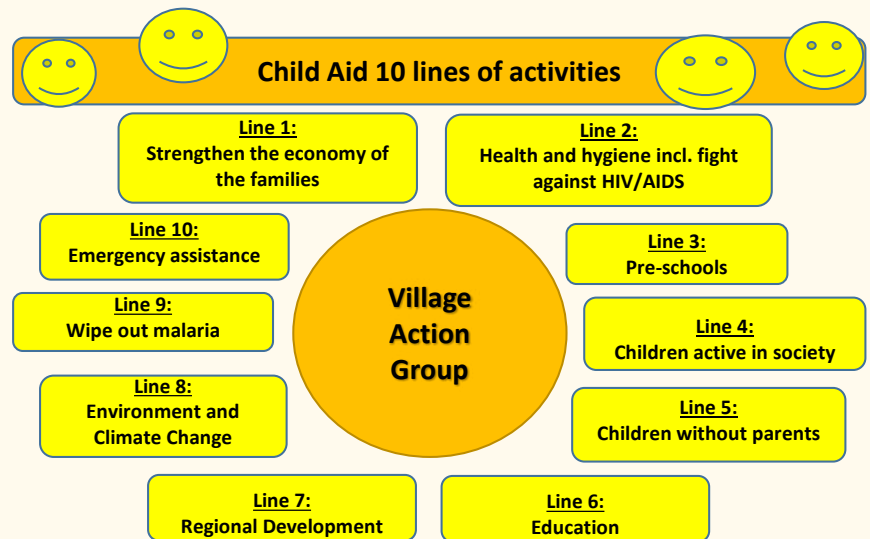 Child Aid 10 lines of activities
Line 1:
Strengthen the economy of
the families
Line 2:
Health and hygiene incl. fight
against HIV/AIDS
Line 3:
Pre-schools
Line 4:
Children active in society
Line 5:
Children without parents
Line 6:
Education
Line 7:
Regional Development
Line 8:
Environment and
Climate Change
Line 9:
Wipe out malaria
Line 10:
Emergency assistance
Village
Action
Group